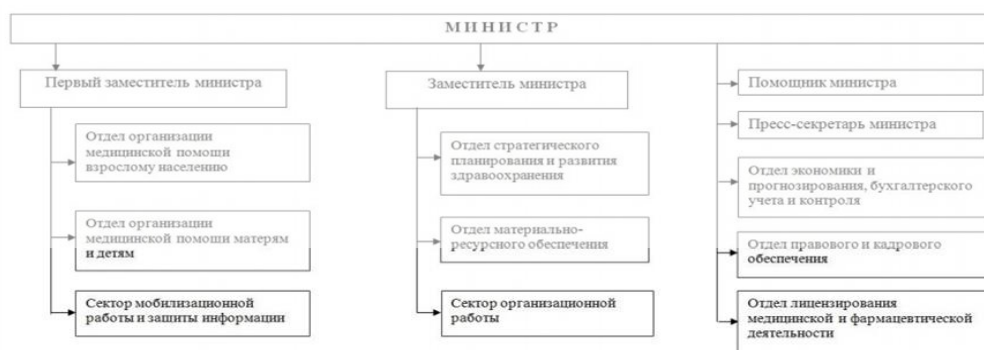 МИНИСТР
Первый заместитель министра
Отдел организации
медицинской помощи
взрослому населению
Отдел организации
медицинской помощи матерям
и детям
Сектор мобилизационной
работы и защиты информации
Заместитель министра
Отдел стратегического
планирования и развития
здравоохранения
Отдел материально-
ресурсного обеспечения
Сектор организационной
работы
Помощник министра
Пресс-секретарь министра
Отдел экономики и
прогнозирования, бухгалтерского
учета и контроля
Отдел правового и кадрового
обеспечения
Отдел лицензирования
медицинской и фармацевтической
деятельности